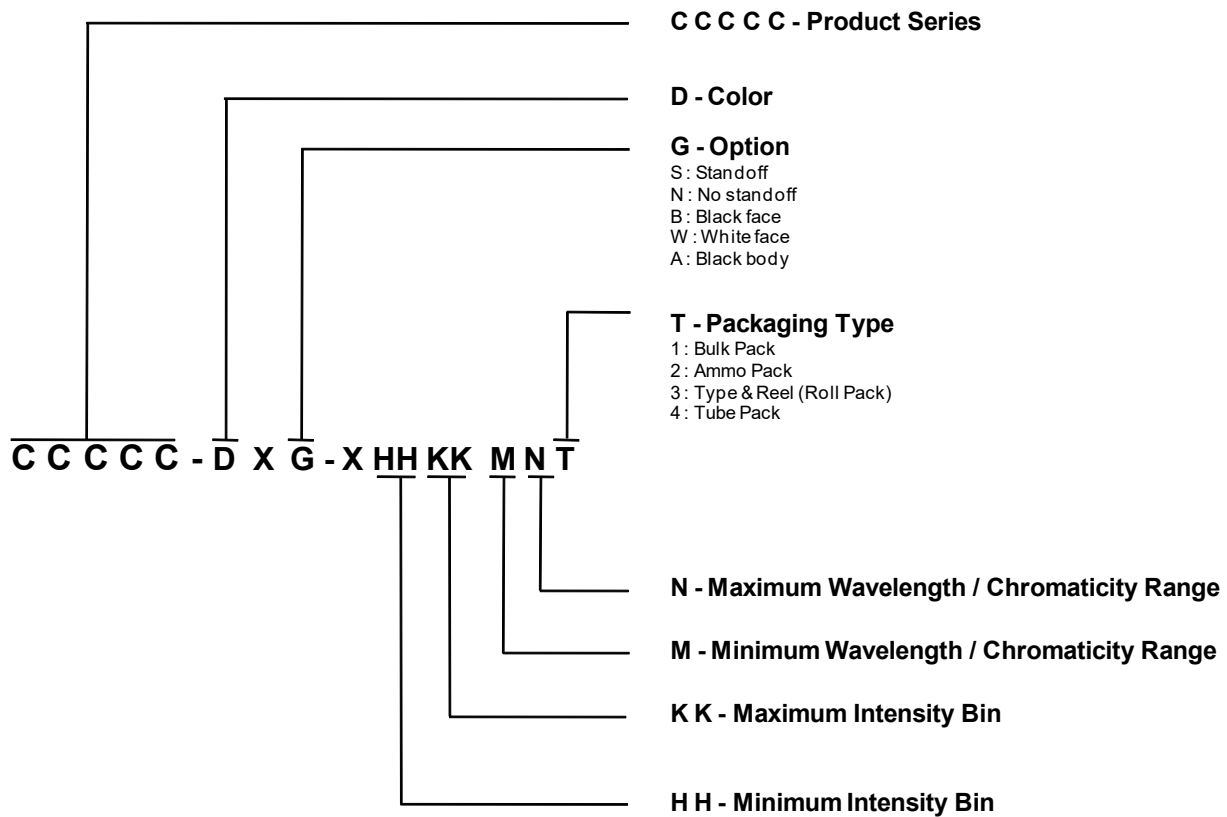 C C C C C - Product Series
D - Color
G - Option
S : Standoff
N : No standoff
B : Black face
W : White face
A : Black body
T - Packaging Type
1 : Bulk Pack
2 : Ammo Pack
3 : Type & Reel (Roll Pack)
4 : Tube Pack
C C C C C - D X G - X HH KK M N T
N - Maximum Wavelength / Chromaticity Range
M - Minimum Wavelength / Chromaticity Range
K K - Maximum Intensity Bin
H H - Minimum Intensity Bin